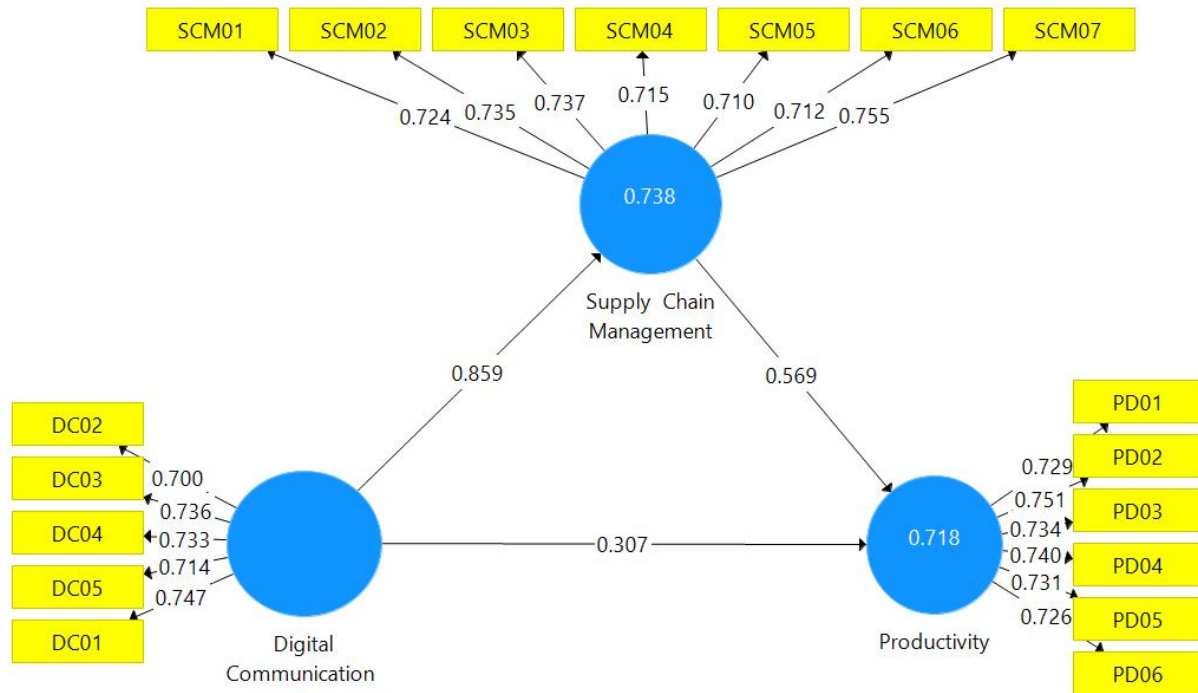 SCM01
SCM02
SCM03
SCM04
SCM05
SCM06
SCM07
0.724
0.735
0.737
0.715
0.710
0.712
0.755
0.738
Supply Chain
Management
0.859
0.569
DC02
DC03
DC04
DC05
DC01
0.700
0.736
0.733
0.714
0.747
Digital
Communication
0.307
0.718
Productivity
0.729
0.751
0.734
0.740
0.731
0.726
PD01
PD02
PD03
PD04
PD05
PD06